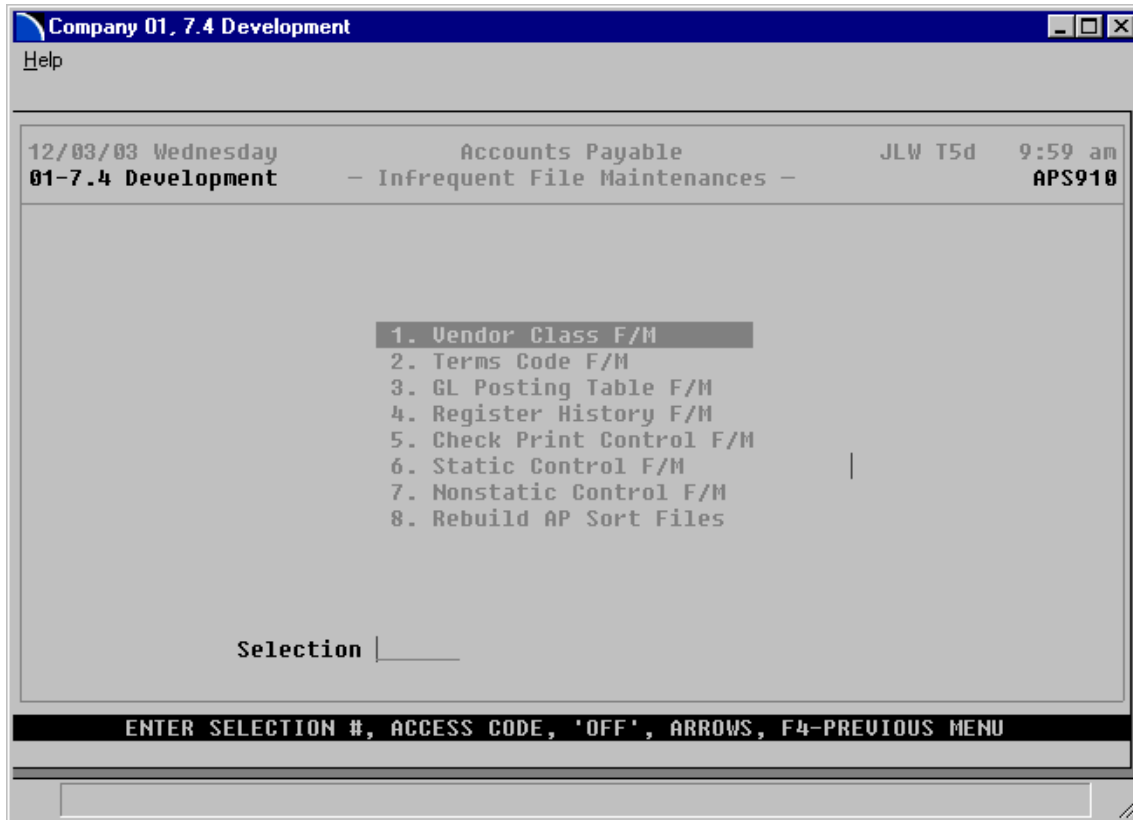 Company 01, 7.4 Development
Help
12/03/03 Wednesday Accounts Payable JLW T5d 9:59 am
01-7.4 Development — Infrequent File Maintenances — APS910
1. Vendor Class F/M
2. Terms Code F/M
3. GL Posting Table F/M
4. Register History F/M
5. Check Print Control F/M
6. Static Control F/M
7. Nonstatic Control F/M
8. Rebuild AP Sort Files
Selection
ENTER SELECTION #, ACCESS CODE, 'OFF', ARROWS, F4-PREVIOUS MENU